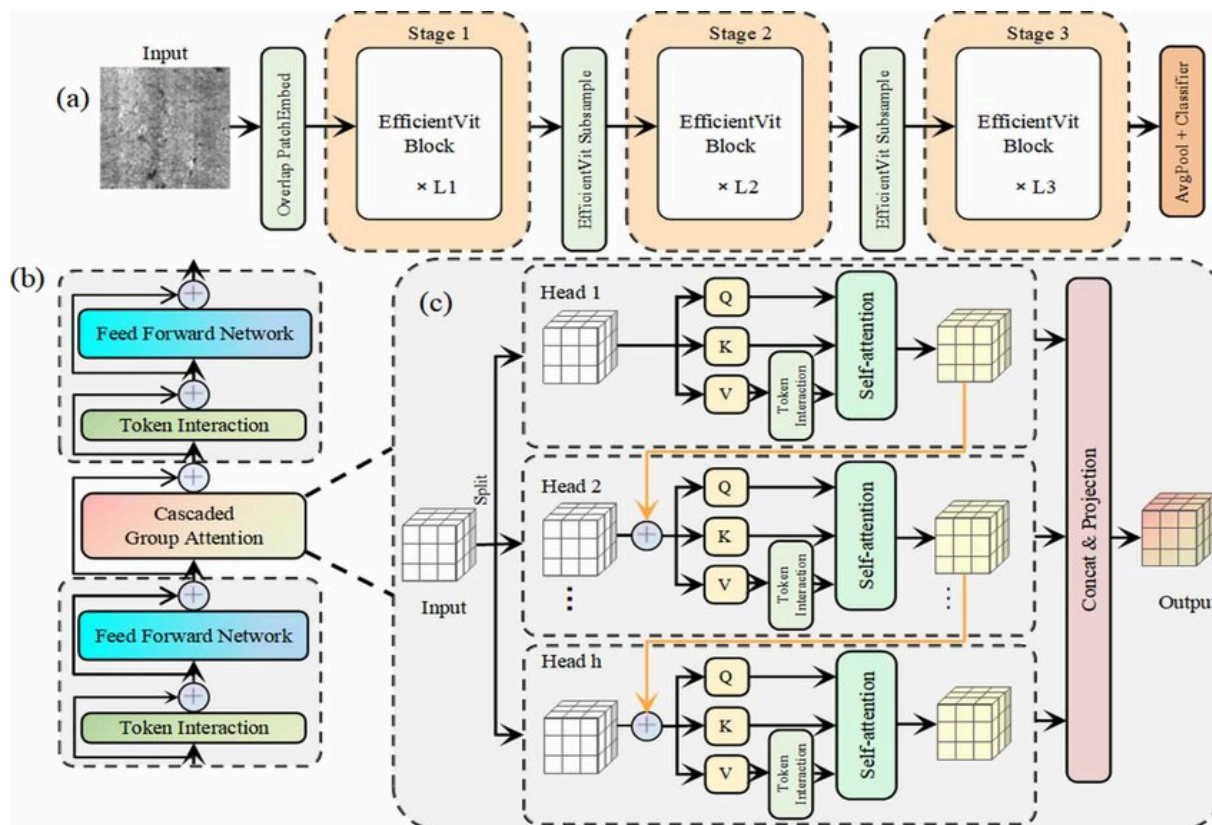 (a)
Input
Overlap PatchEmbed
Stage 1
EfficientVit
Block
× L1
EfficientVit Subsample
Stage 2
EfficientVit
Block
× L2
EfficientVit Subsample
Stage 3
EfficientVit
Block
× L3
AvgPool + Classifier
(b)
Feed Forward Network
Token Interaction
Cascaded
Group Attention
Feed Forward Network
Token Interaction
(c)
Input
Split
Head 1
Q
K
V
Token
Interaction
Self-attention
Head 2
Q
K
V
Token
Interaction
Self-attention
...
...
Head h
Q
K
V
Token
Interaction
Self-attention
Concat & Projection
Output